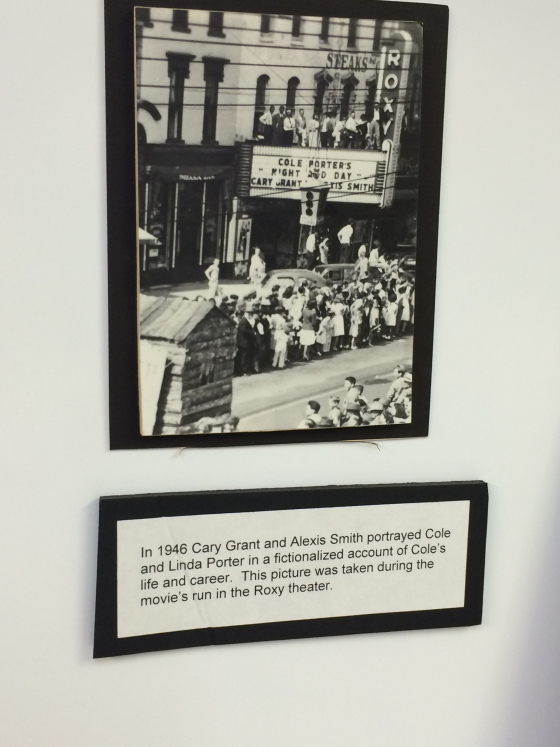 STEAKS
ROXY
COLE PORTER'S
NIGHT AND DAY
CARY GRANT ALEXIS SMITH
In 1946 Cary Grant and Alexis Smith portrayed Cole
and Linda Porter in a fictionalized account of Cole's
life and career. This picture was taken during the
movie's run in the Roxy theater.